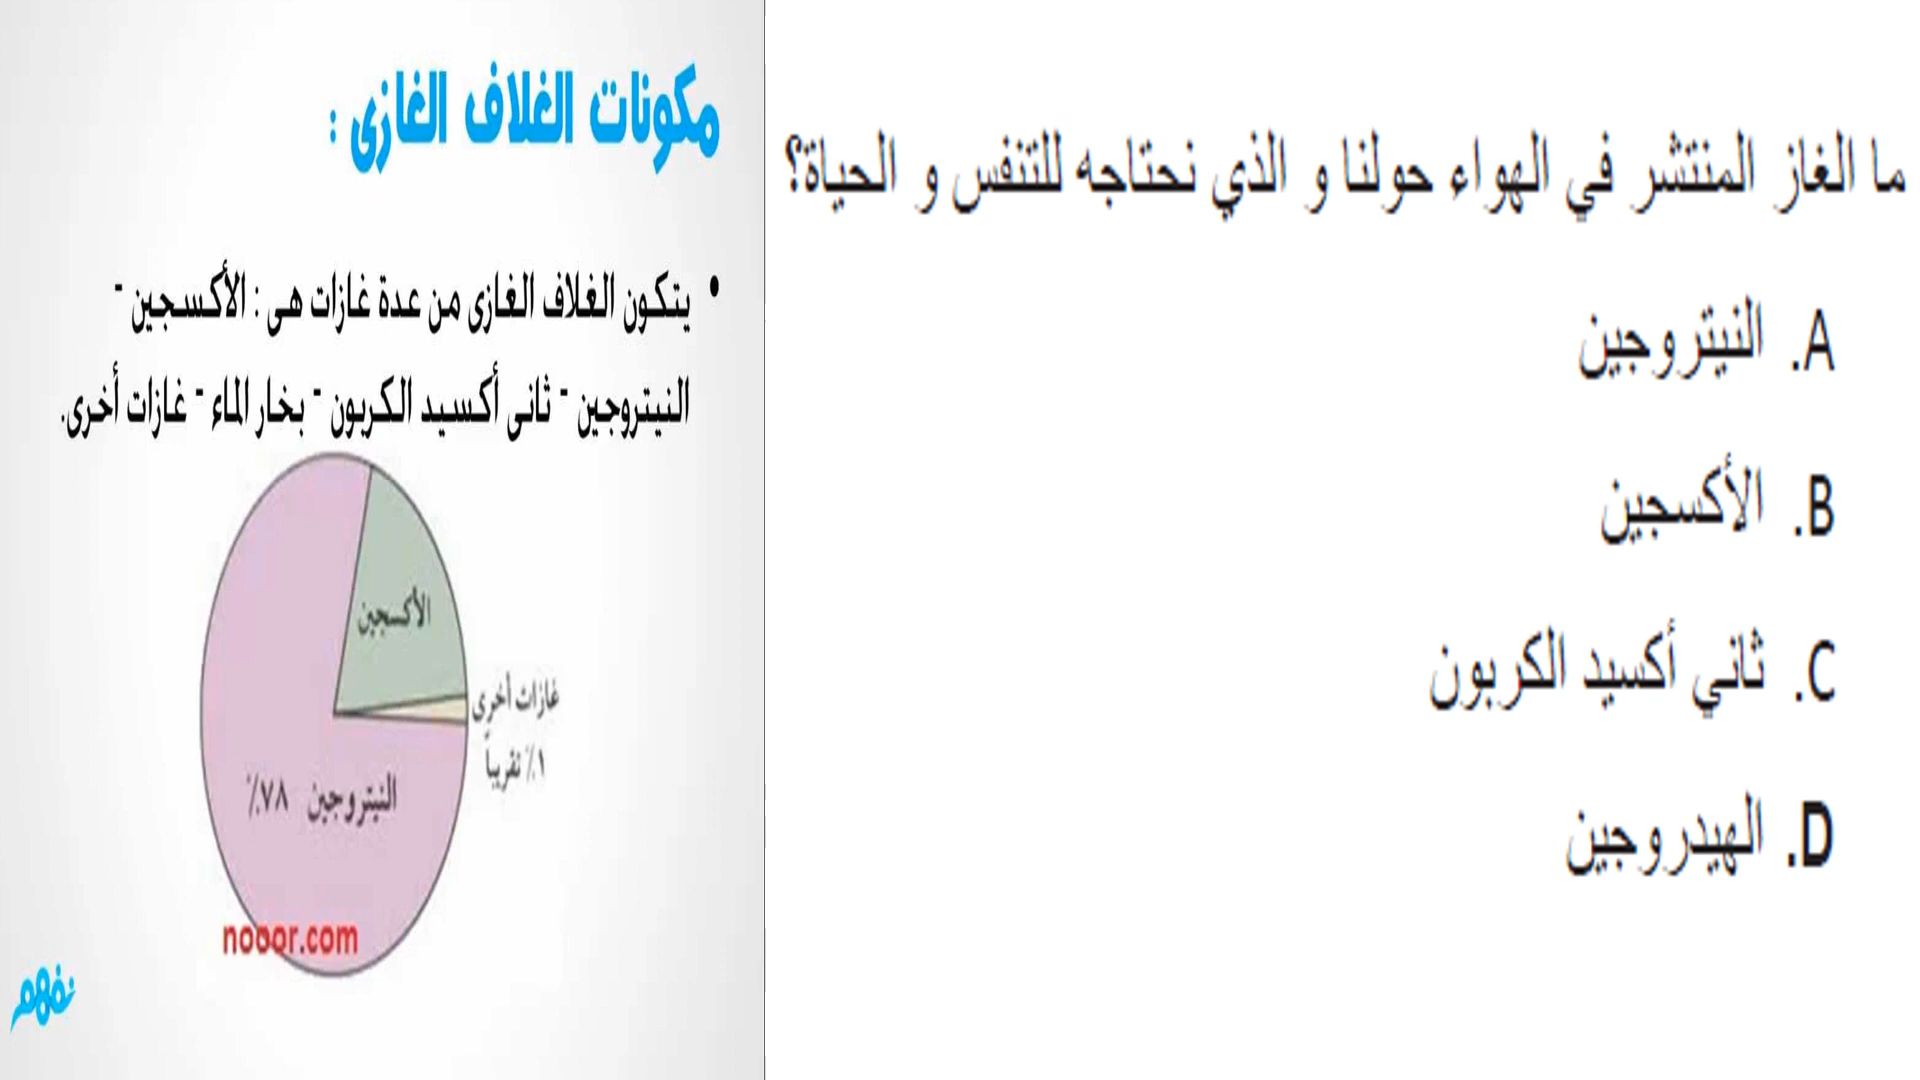 مكونات الغلاف الغازى :
• يتكون الغلاف الغازى من عدة غازات هى : الأكسجين -
النيتروجين - ثانى أكسيد الكربون - بخار الماء - غازات أخرى.
الأكسجين
غازات أخرى
١٪ تقريباً
النيتروجين ٧٨٪
nooor.com
نفهم
ما الغاز المنتشر في الهواء حولنا و الذي نحتاجه للتنفس و الحياة؟
A. النيتروجين
B. الأكسجين
C. ثاني أكسيد الكربون
D. الهيدروجين